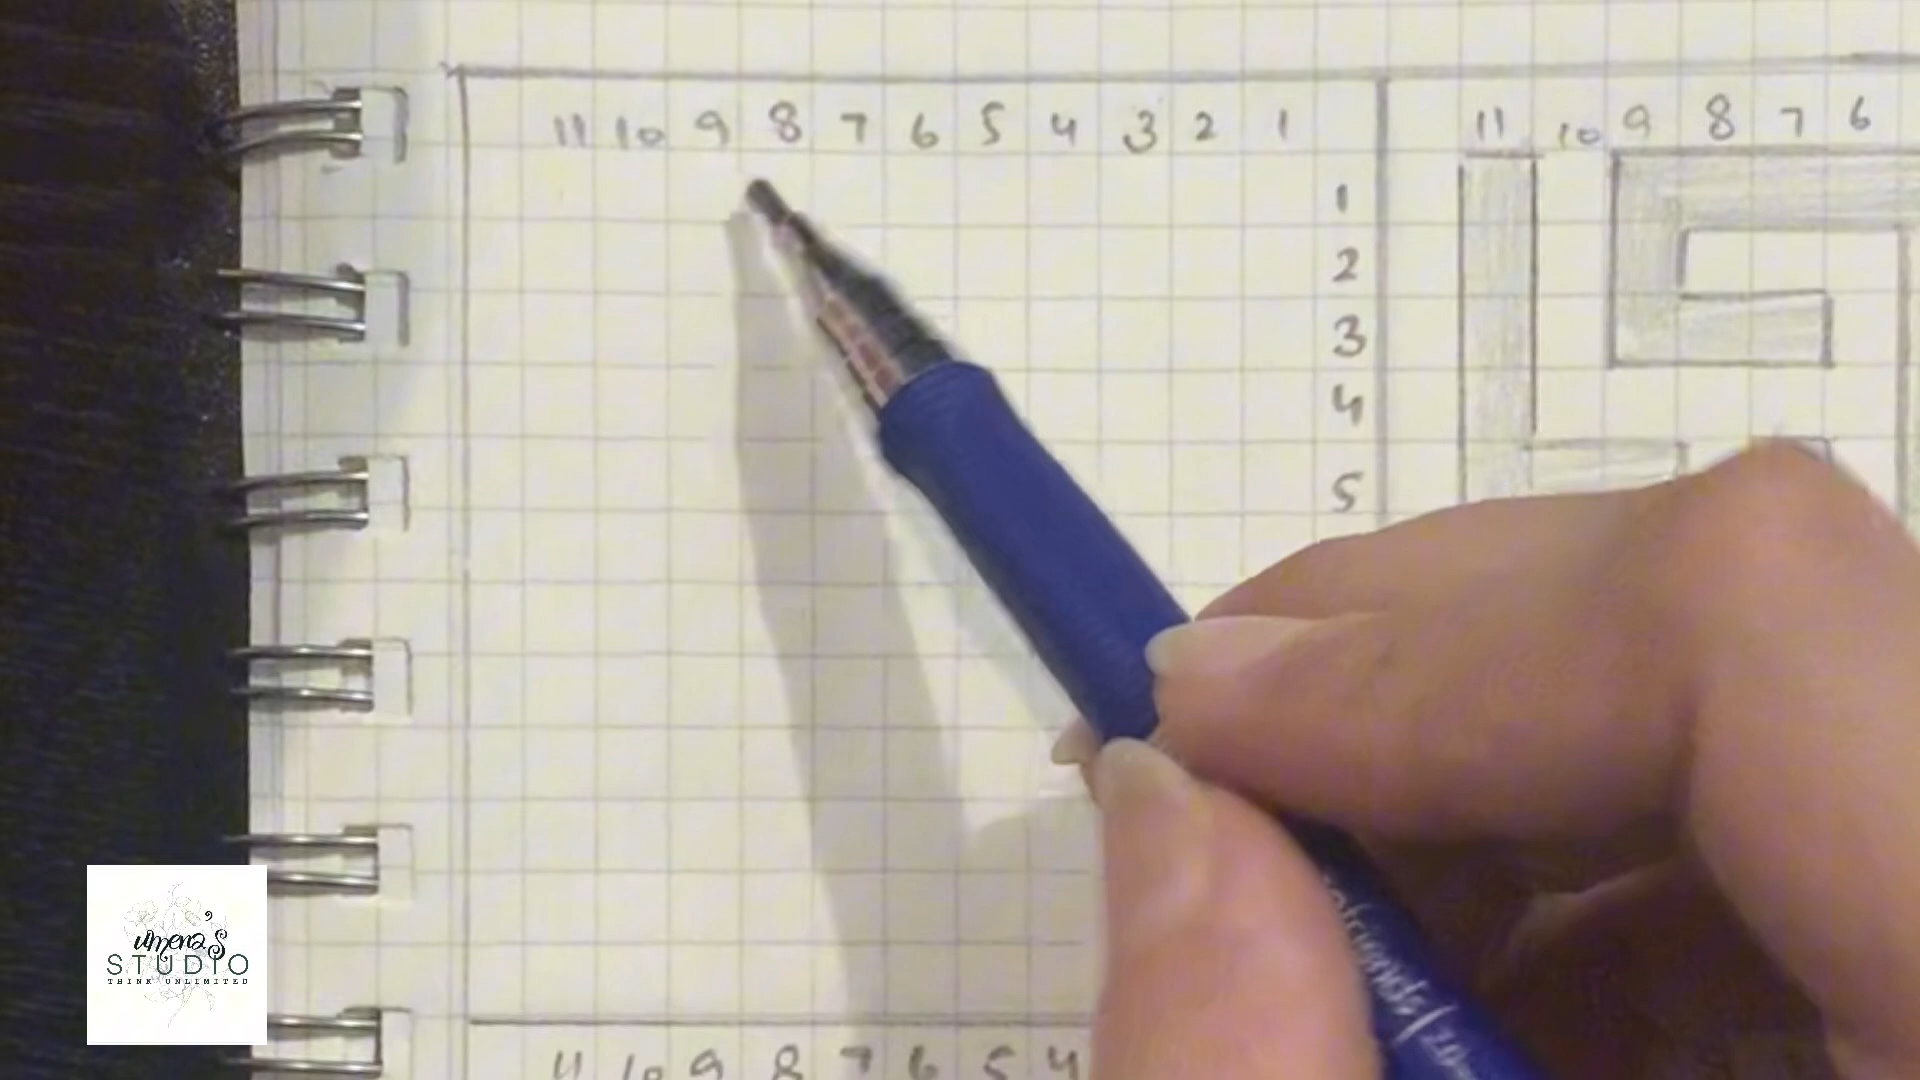 11 10 9 8 7 6 5 4 3 2 1
1
2
3
4
5
11 10 9 8 7 6
11 10 9 8 7 6 5 4
umena's
STUDIO
THINK UNLIMITED